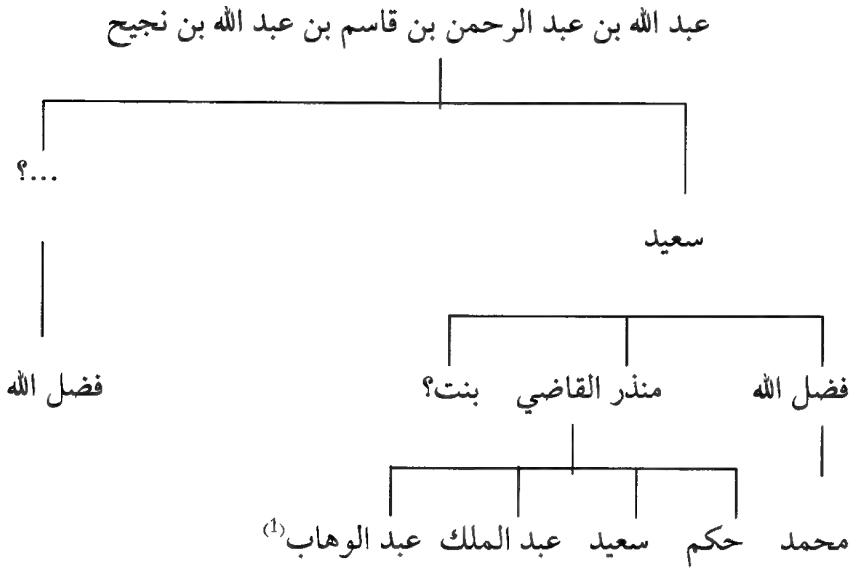 عبد الله بن عبد الرحمن بن قاسم بن عبد الله بن نجيح
...؟
سعيد
فضل الله منذر القاضي بنت؟ فضل الله
محمد حكم سعيد عبد الملك عبد الوهاب(1)